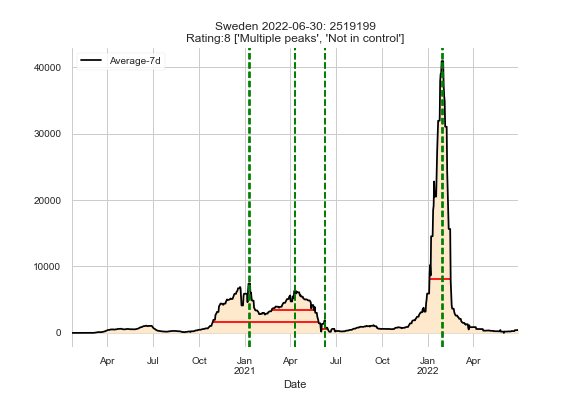 Sweden 2022-06-30: 2519199
Rating:8 ['Multiple peaks', 'Not in control']
Average-7d
40000
30000
20000
10000
0
Apr Jul Oct Jan Apr Jul Oct Jan Apr
2021 2022
Date